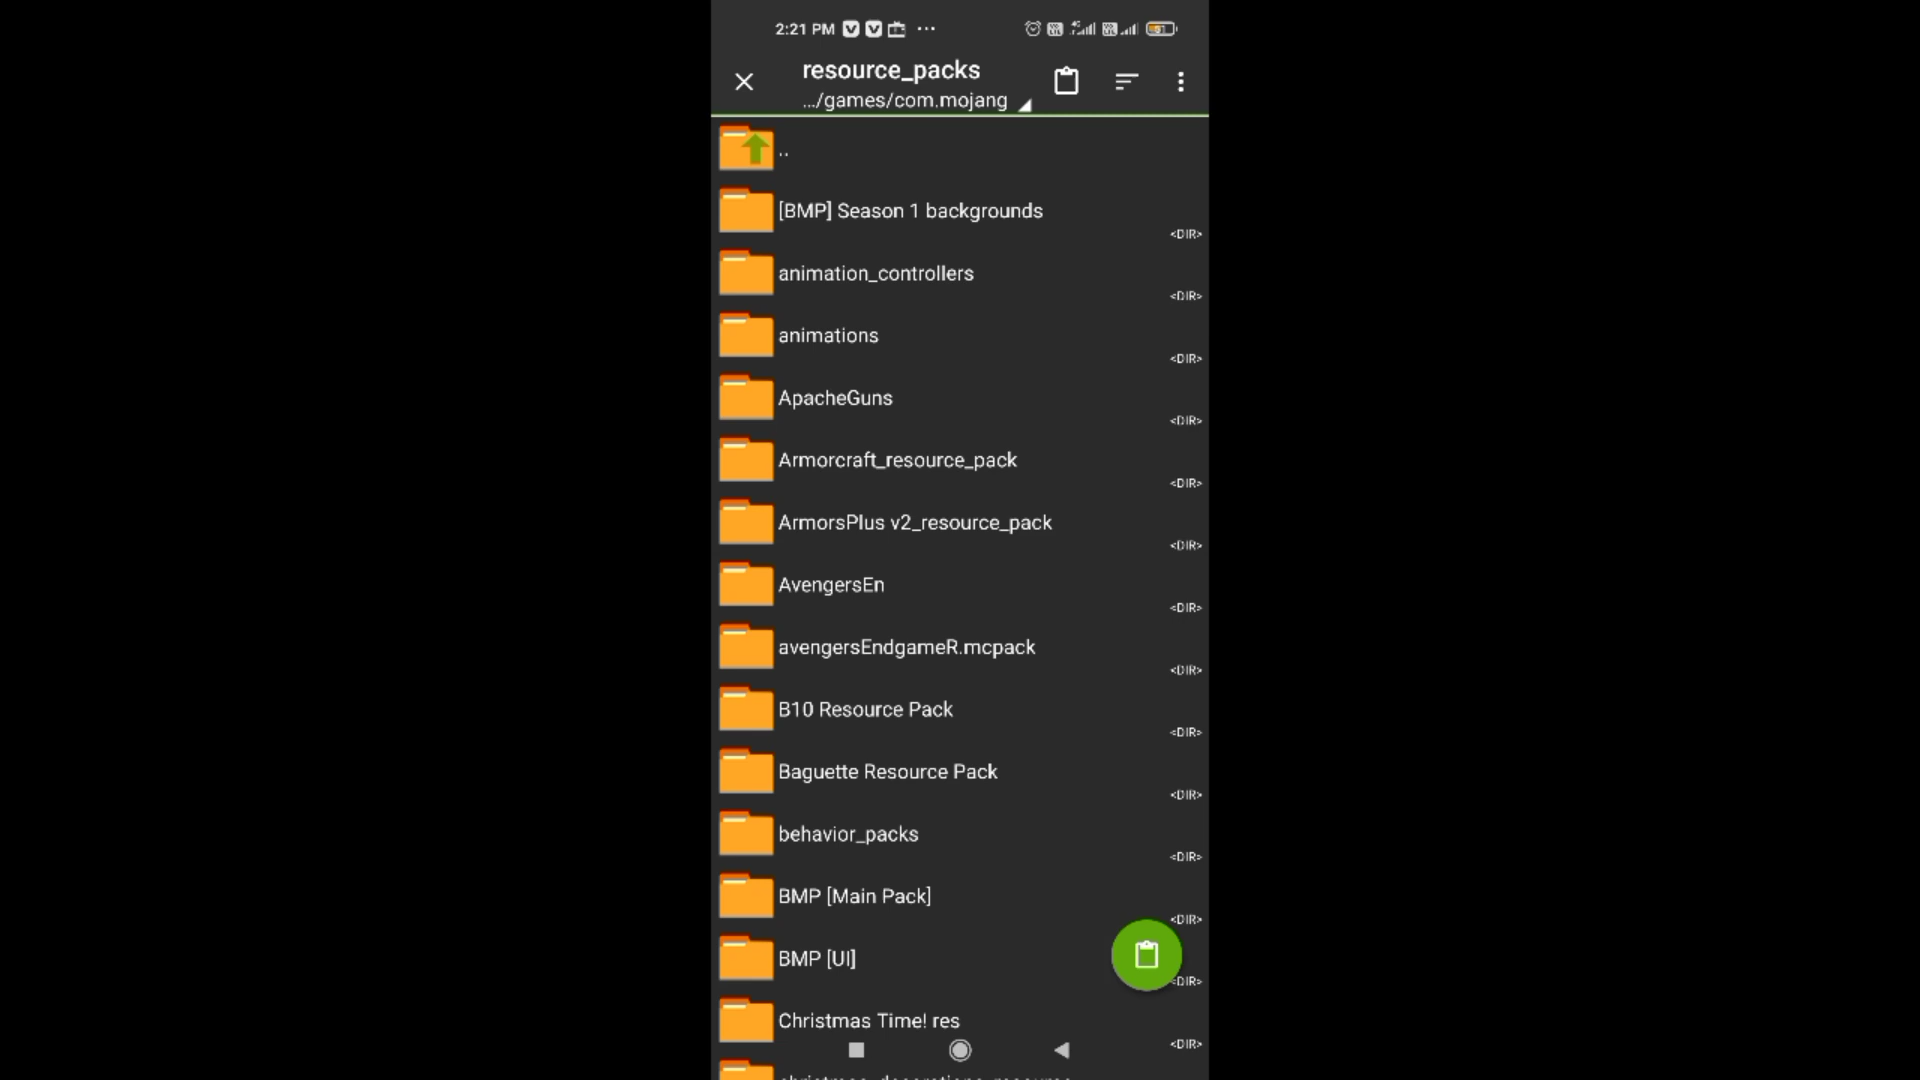 2:21 PM
resource_packs
.../games/com.mojang
..
[BMP] Season 1 backgrounds
<DIR>
animation_controllers
<DIR>
animations
<DIR>
ApacheGuns
<DIR>
Armorcraft_resource_pack
<DIR>
ArmorsPlus v2_resource_pack
<DIR>
AvengersEn
<DIR>
avengersEndgameR.mcpack
<DIR>
B10 Resource Pack
<DIR>
Baguette Resource Pack
<DIR>
behavior_packs
<DIR>
BMP [Main Pack]
<DIR>
BMP [UI]
<DIR>
Christmas Time! res
<DIR>